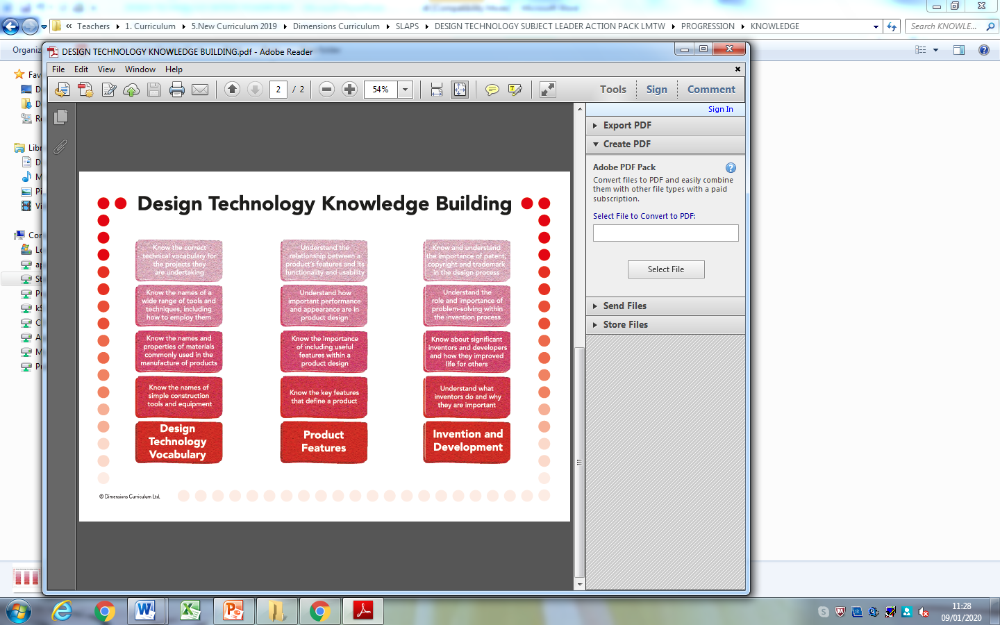 Teachers 1. Curriculum 5.New Curriculum 2019 Dimensions Curriculum SLAPS DESIGN TECHNOLOGY SUBJECT LEADER ACTION PACK LMTW PROGRESSION KNOWLEDGE
Search KNOWLE...
Organiz
DESIGN TECHNOLOGY KNOWLEDGE BUILDING.pdf - Adobe Reader
File Edit View Window Help
2 / 2
54%
Tools Sign Comment
Sign In
Export PDF
Create PDF
Adobe PDF Pack
Convert files to PDF and easily combine
them with other file types with a paid
subscription.
Select File to Convert to PDF:
Select File
Send Files
Store Files
Design Technology Knowledge Building
Know the correct
technical vocabulary for
the projects they
are undertaking
Know the names of a
wide range of tools and
techniques, including
how to employ them
Know the names and
properties of materials
commonly used in the
manufacture of products
Know the names of
simple construction
tools and equipment
Design
Technology
Vocabulary
Understand the
relationship between a
product's features and its
functionality and usability
Understand how
important performance
and appearance are in
product design
Know the importance
of including useful
features within a
product design
Know the key features
that define a product
Product
Features
Know and understand
the importance of patent,
copyright and trademark
in the design process
Understand the
role and importance of
problem-solving within
the invention process
Know about significant
inventors and developers
and how they improved
life for others
Understand what
inventors do and why
they are important
Invention and
Development
© Dimensions Curriculum Ltd.
11:28
09/01/2020